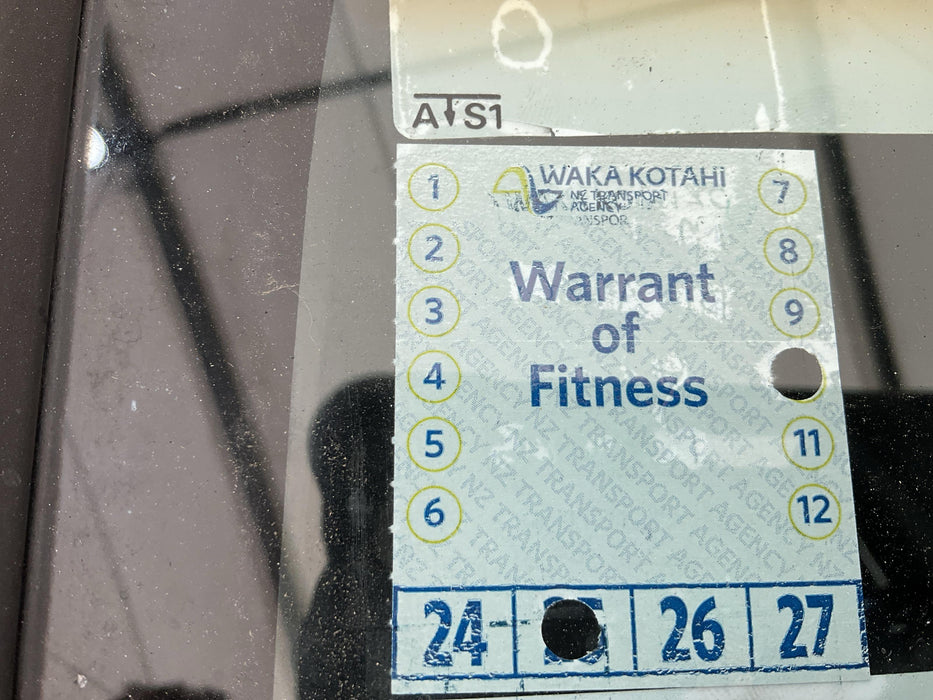 AS1
1
2
3
4
5
6
WAKA KOTAHI
NZ TRANSPORT
AGENCY
Warrant
of
Fitness
7
8
9
11
12
24
26
27